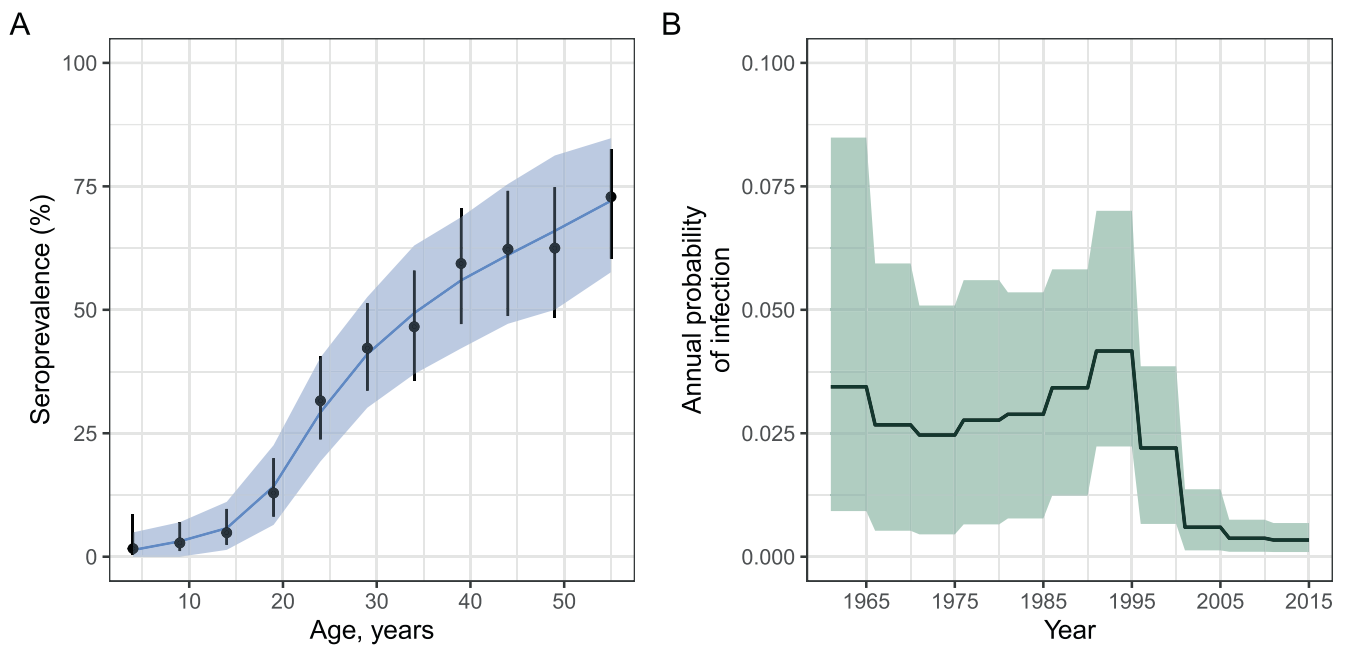 A
100
75
50
25
0
Seroprevalence (%)
10 20 30 40 50
Age, years
B
0.100
0.075
0.050
0.025
0.000
Annual probability
of infection
1965 1975 1985 1995 2005 2015
Year